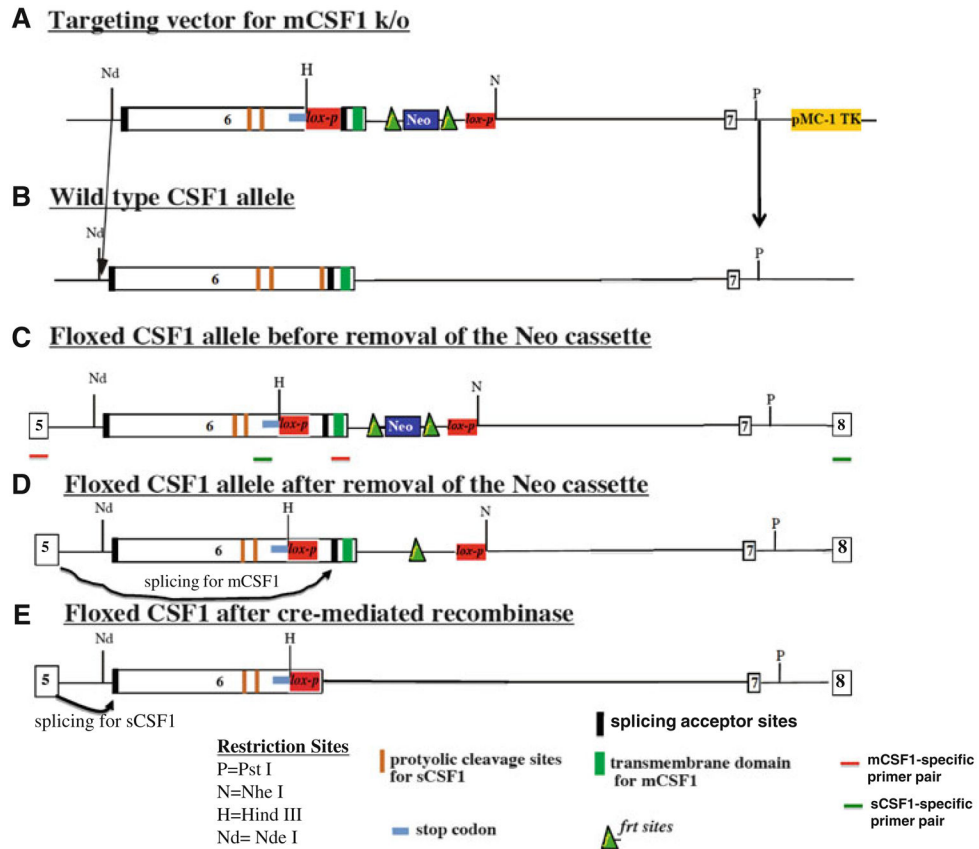 A Targeting vector for mCSF1 k/o
Nd
H
N
P
6
lox-p
Neo
lox-p
7
pMC-1 TK
B Wild type CSF1 allele
Nd
P
6
7
C Floxed CSF1 allele before removal of the Neo cassette
Nd
H
N
P
5
6
lox-p
Neo
lox-p
7
8
D Floxed CSF1 allele after removal of the Neo cassette
Nd
H
N
P
5
6
lox-p
lox-p
7
8
splicing for mCSF1
E Floxed CSF1 after cre-mediated recombinase
Nd
H
P
5
6
lox-p
7
8
splicing for sCSF1
Restriction Sites
P=Pst I
N=Nhe I
H=Hind III
Nd= Nde I
protyolic cleavage sites
for sCSF1
stop codon
splicing acceptor sites
transmembrane domain
for mCSF1
frt sites
mCSF1-specific
primer pair
sCSF1-specific
primer pair